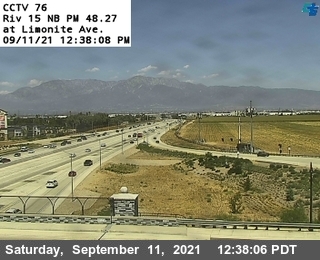 CCTV 76
Riv 15 NB PM 48.27
at Limonite Ave.
09/11/21 12:38:08 PM
Saturday, September 11, 2021 12:38:06 PDT